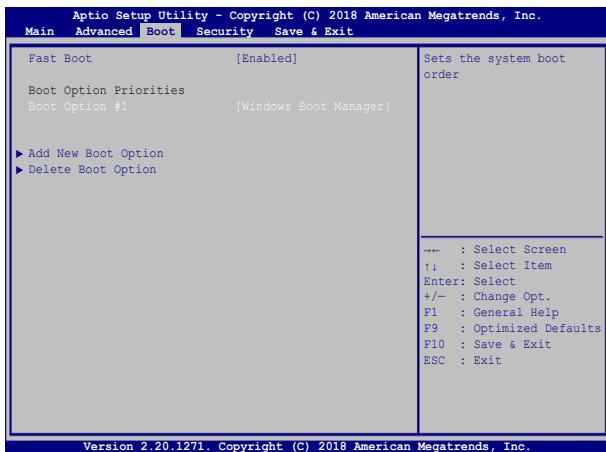 Aptio Setup Utility - Copyright (C) 2018 American Megatrends, Inc.
Main Advanced Boot Security Save & Exit
Fast Boot [Enabled]
Boot Option Priorities
Boot Option #1 [Windows Boot Manager]
▶ Add New Boot Option
▶ Delete Boot Option
Sets the system boot
order
→← : Select Screen
↑↓ : Select Item
Enter: Select
+/— : Change Opt.
F1 : General Help
F9 : Optimized Defaults
F10 : Save & Exit
ESC : Exit
Version 2.20.1271. Copyright (C) 2018 American Megatrends, Inc.